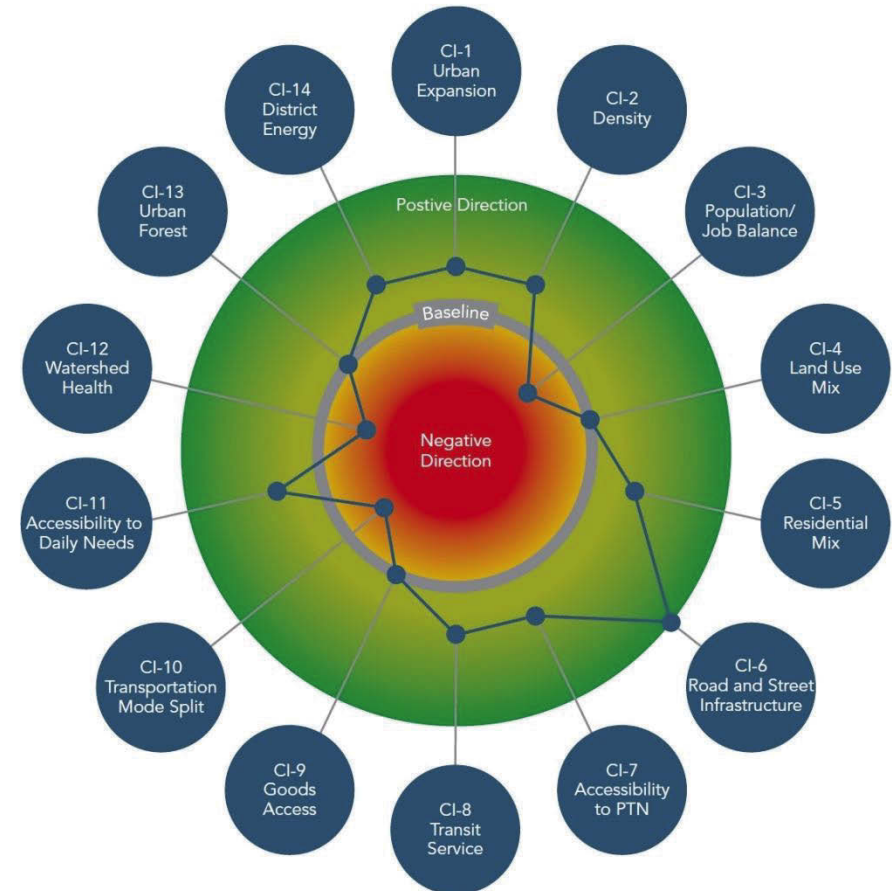 CI-1
Urban
Expansion
CI-2
Density
CI-3
Population/
Job Balance
CI-4
Land Use
Mix
CI-5
Residential
Mix
CI-6
Road and Street
Infrastructure
CI-7
Accessibility
to PTN
CI-8
Transit
Service
CI-9
Goods
Access
CI-10
Transportation
Mode Split
CI-11
Accessibility to
Daily Needs
CI-12
Watershed
Health
CI-13
Urban
Forest
CI-14
District
Energy
Postive Direction
Baseline
Negative
Direction